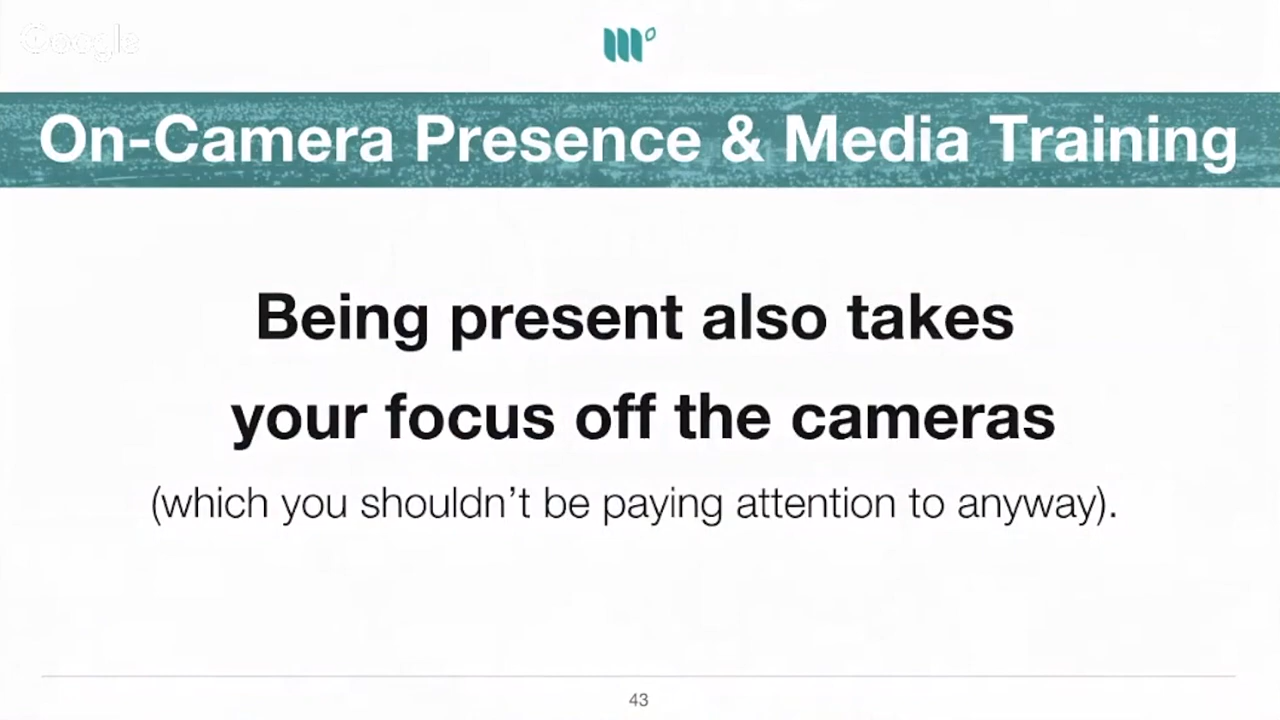 Google
On-Camera Presence & Media Training
Being present also takes
your focus off the cameras
(which you shouldn’t be paying attention to anyway).
43